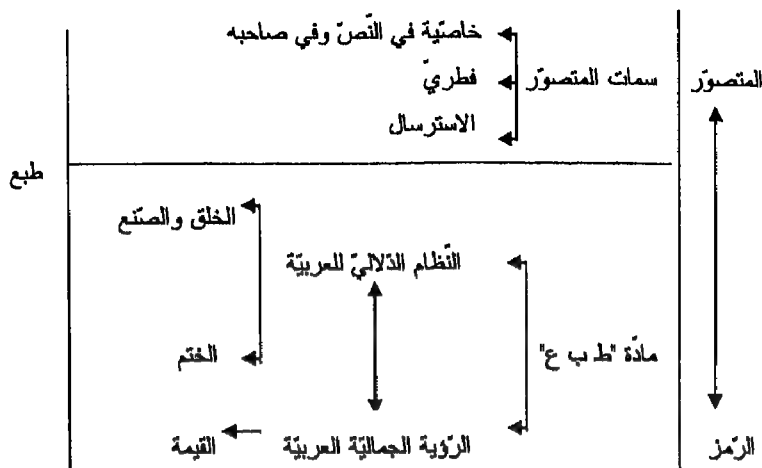 خاصّيّة في النّصّ وفي صاحبه
المتصوّر
سمات المتصوّر
فطريّ
الاسترسال
طبع
الخلق والصّنع
النّظام الدّلاليّ للعربيّة
مادّة "ط ب ع"
الختم
الرّمز
الرّؤية الجماليّة العربيّة
القيمة